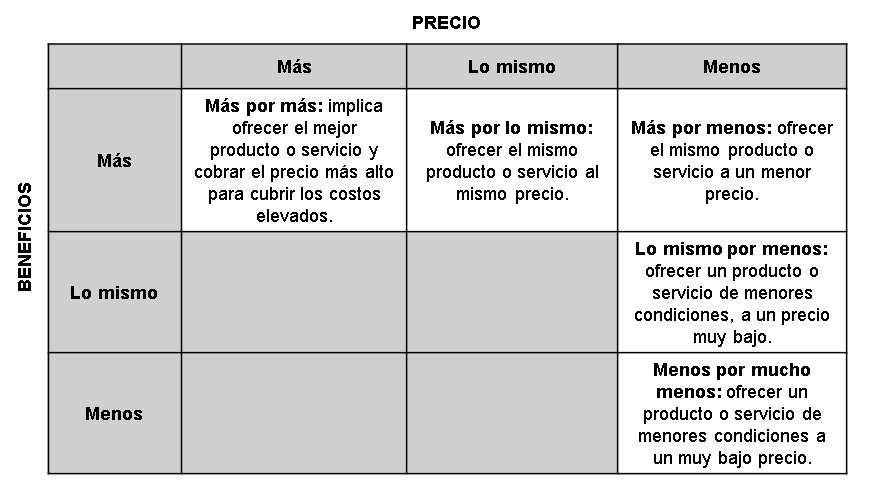 PRECIO
Más
Lo mismo
Menos
BENEFICIOS
Más
Más por más: implica
ofrecer el mejor
producto o servicio y
cobrar el precio más alto
para cubrir los costos
elevados.
Más por lo mismo:
ofrecer el mismo
producto o servicio al
mismo precio.
Más por menos: ofrecer
el mismo producto o
servicio a un menor
precio.
Lo mismo
Lo mismo por menos:
ofrecer un producto o
servicio de menores
condiciones, a un precio
muy bajo.
Menos
Menos por mucho
menos: ofrecer un
producto o servicio de
menores condiciones a
un muy bajo precio.